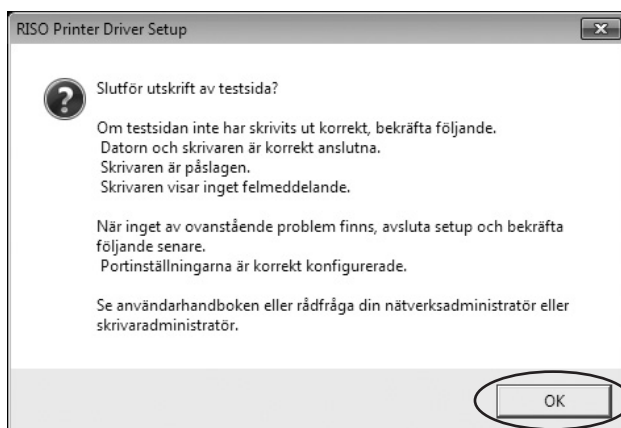 RISO Printer Driver Setup
Slutför utskrift av testsida?
Om testsidan inte har skrivits ut korrekt, bekräfta följande.
Datorn och skrivaren är korrekt anslutna.
Skrivaren är påslagen.
Skrivaren visar inget felmeddelande.
När inget av ovanstående problem finns, avsluta setup och bekräfta
följande senare.
Portinställningarna är korrekt konfigurerade.
Se användarhandboken eller rådfråga din nätverksadministratör eller
skrivaradministratör.
OK